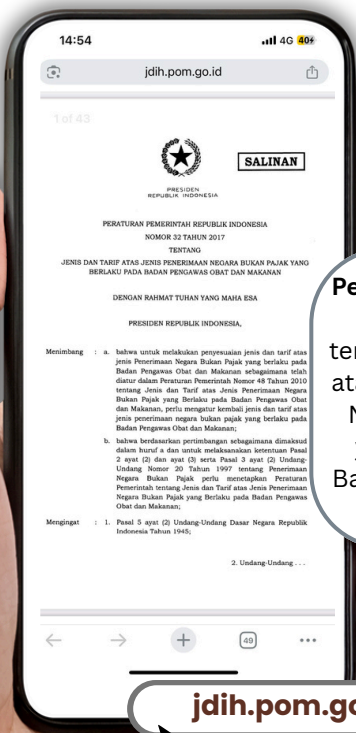 14:54
4G 40
jdih.pom.go.id
1 of 43
SALINAN
PRESIDEN
REPUBLIK INDONESIA
PERATURAN PEMERINTAH REPUBLIK INDONESIA
NOMOR 32 TAHUN 2017
TENTANG
JENIS DAN TARIF ATAS JENIS PENERIMAAN NEGARA BUKAN PAJAK YANG
BERLAKU PADA BADAN PENGAWAS OBAT DAN MAKANAN
DENGAN RAHMAT TUHAN YANG MAHA ESA
PRESIDEN REPUBLIK INDONESIA,
Menimbang : a. bahwa untuk melakukan penyesuaian jenis dan tarif atas
jenis Penerimaan Negara Bukan Pajak yang berlaku pada
Badan Pengawas Obat dan Makanan sebagaimana telah
diatur dalam Peraturan Pemerintah Nomor 48 Tahun 2010
tentang Jenis dan Tarif atas Jenis Penerimaan Negara
Bukan Pajak yang Berlaku pada Badan Pengawas Obat
dan Makanan, perlu mengatur kembali jenis dan tarif atas
jenis penerimaan negara bukan pajak yang berlaku pada
Badan Pengawas Obat dan Makanan;
b. bahwa berdasarkan pertimbangan sebagaimana dimaksud
dalam huruf a dan untuk melaksanakan ketentuan Pasal
2 ayat (2) dan ayat (3) serta Pasal 3 ayat (2) Undang-
Undang Nomor 20 Tahun 1997 tentang Penerimaan
Negara Bukan Pajak perlu menetapkan Peraturan
Pemerintah tentang Jenis dan Tarif atas Jenis Penerimaan
Negara Bukan Pajak yang Berlaku pada Badan Pengawas
Obat dan Makanan;
Mengingat : 1. Pasal 5 ayat (2) Undang-Undang Dasar Negara Republik
Indonesia Tahun 1945;
2. Undang-Undang . . .
49
Pe
ten
ata
N
Ba
jdih.pom.go